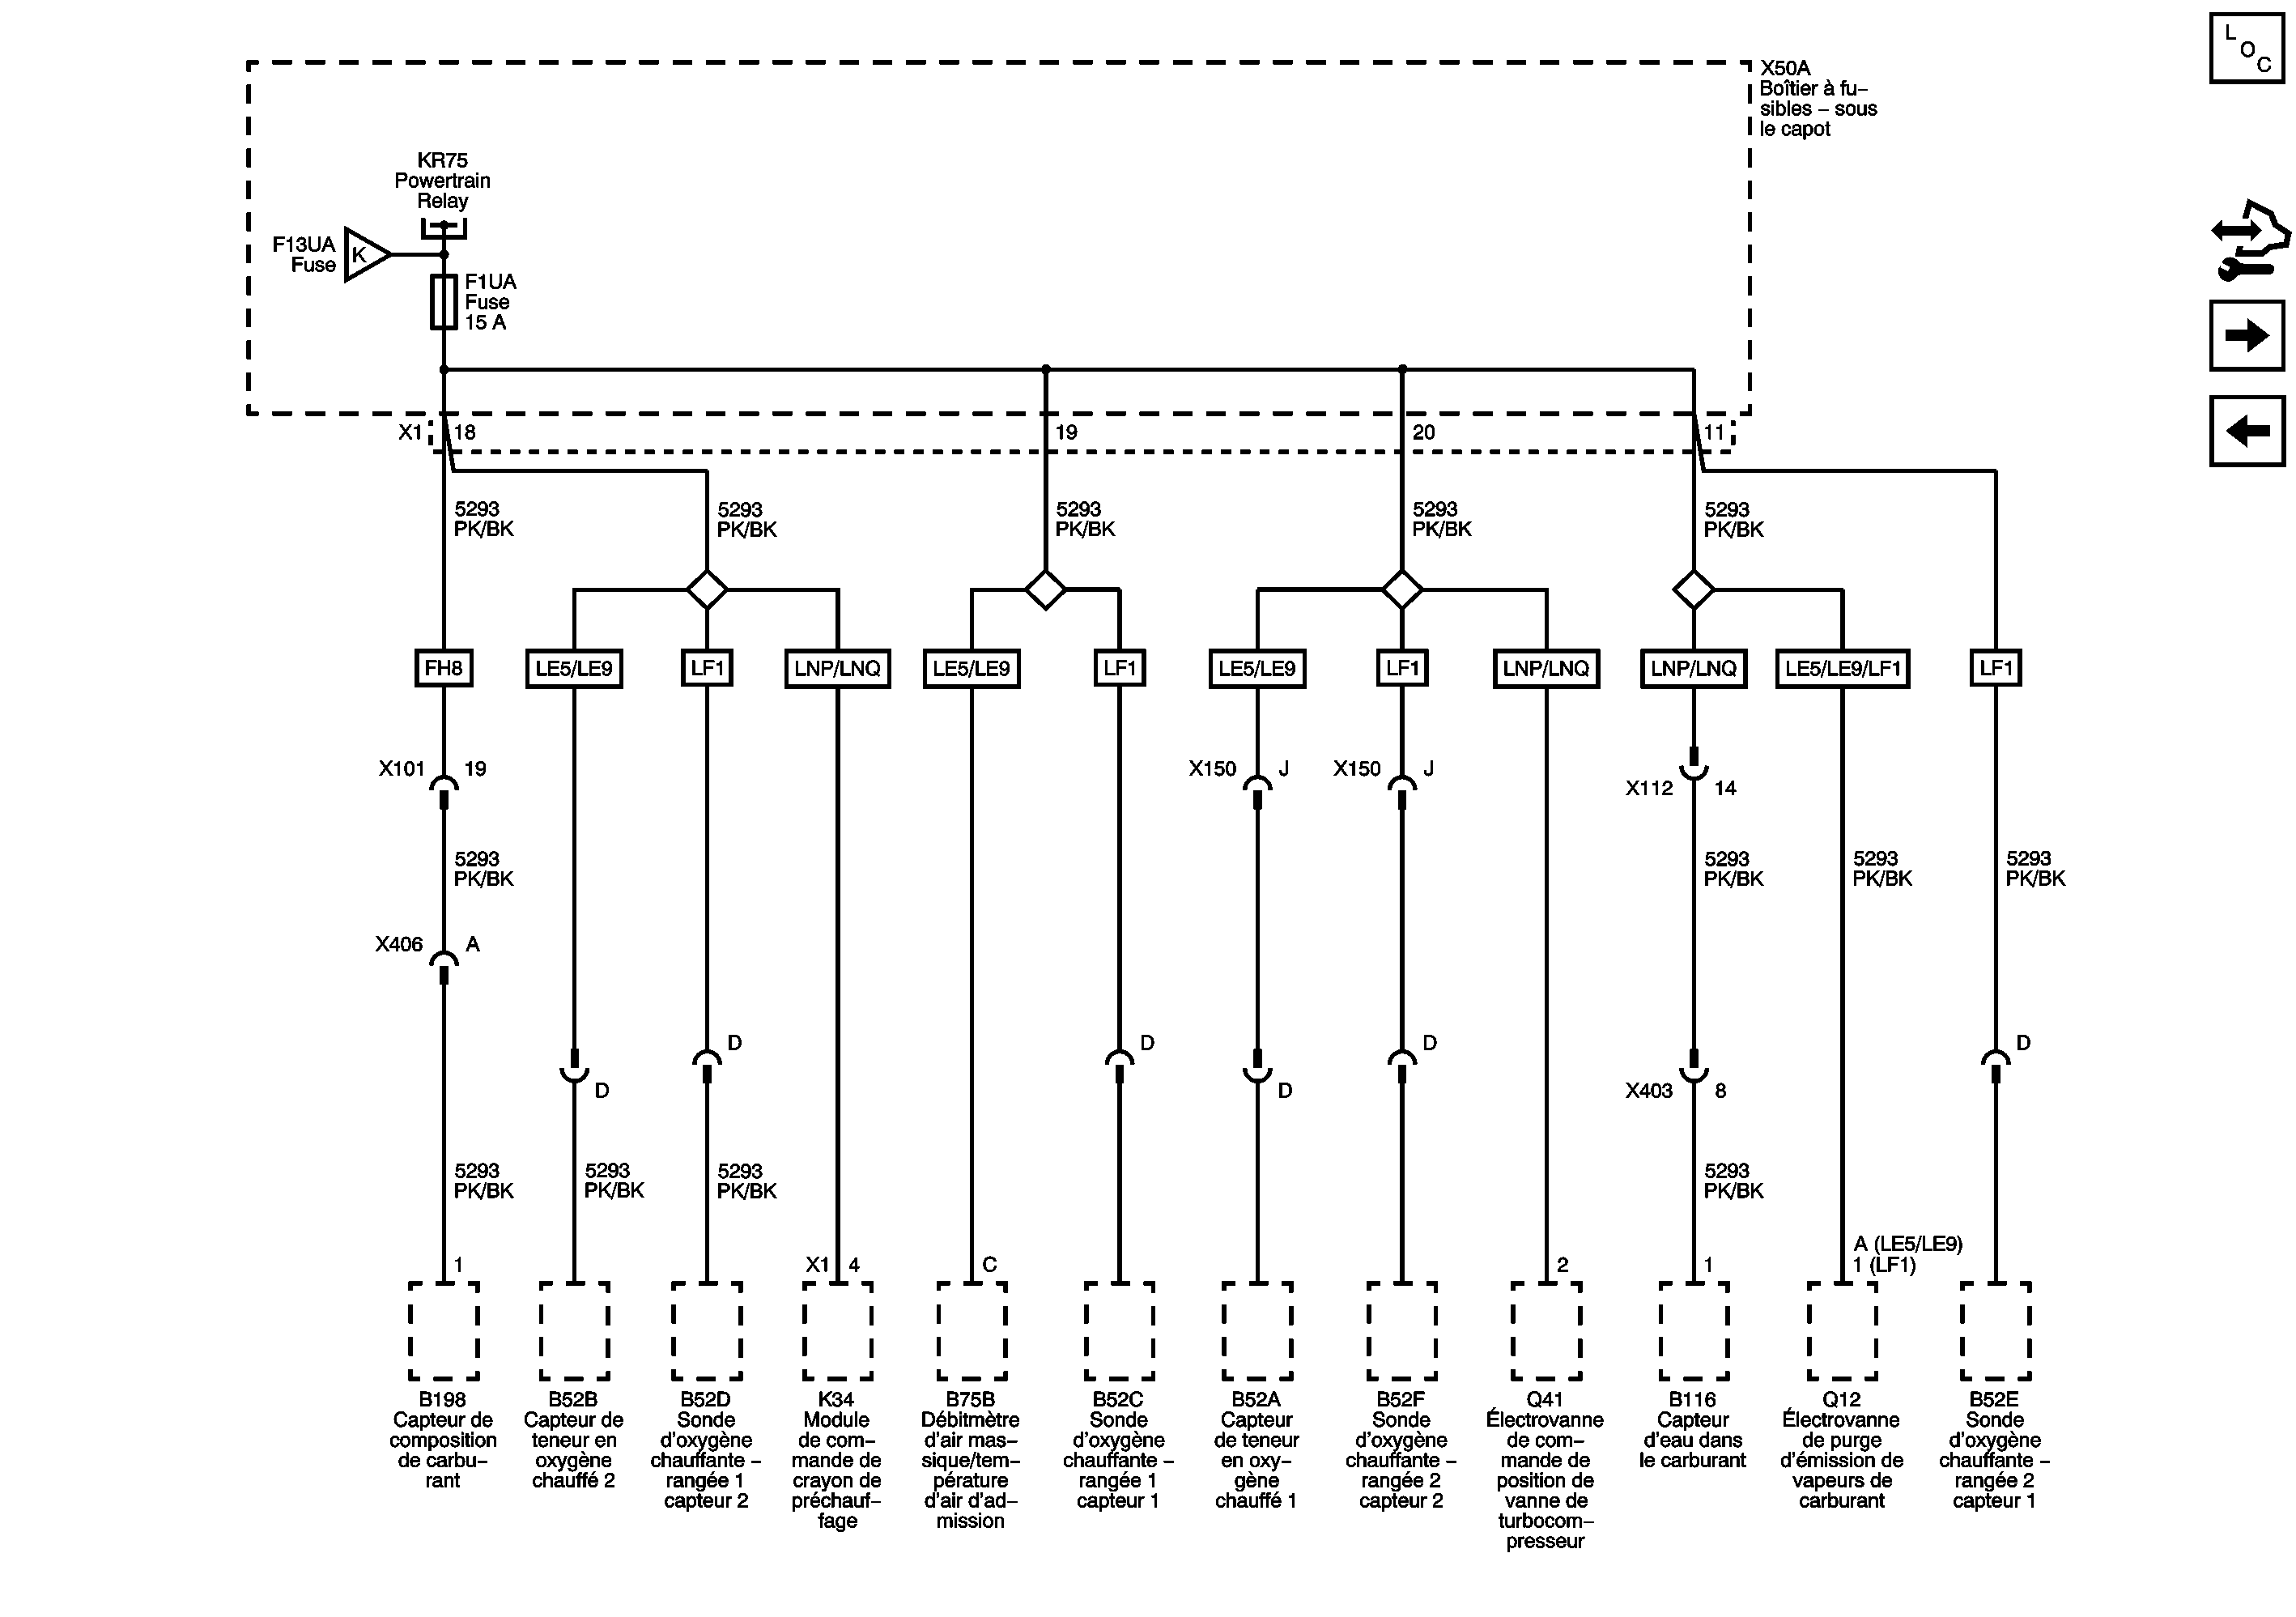 L
O
C
X50A
Boîtier à fu–
sibles – sous
le capot
KR75
Powertrain
Relay
F13UA
Fuse
K
F1UA
Fuse
15 A
X1 18 19 20 11
5293 5293 5293 5293 5293
PK/BK PK/BK PK/BK PK/BK PK/BK
FH8 LE5/LE9 LF1 LNP/LNQ LE5/LE9 LF1 LE5/LE9 LF1 LNP/LNQ LNP/LNQ LE5/LE9/LF1 LF1
X101 19 X150 J X150 J
X112 14
5293 5293 5293 5293
PK/BK PK/BK PK/BK PK/BK
X406 A
D D D D
D D X403 8
5293 5293 5293 5293
PK/BK PK/BK PK/BK PK/BK
A (LE5/LE9)
1 X1 4 C 2 1 1 (LF1)
B198
Capteur de
composition
de carbu–
rant
B52B
Capteur de
teneur en
oxygène
chauffé 2
B52D
Sonde
d'oxygène
chauffante –
rangée 1
capteur 2
K34
Module
de com–
mande de
crayon de
préchauf–
fage
B75B
Débitmètre
d'air mas–
sique/tem–
pérature
d'air d'ad–
mission
B52C
Sonde
d'oxygène
chauffante –
rangée 1
capteur 1
B52A
Capteur
de teneur
en oxy–
gène
chauffé 1
B52F
Sonde
d'oxygène
chauffante –
rangée 2
capteur 2
Q41
Électrovanne
de com–
mande de
position de
vanne de
turbocom–
presseur
B116
Capteur
d'eau dans
le carburant
Q12
Électrovanne
de purge
d'émission de
vapeurs de
carburant
B52E
Sonde
d'oxygène
chauffante –
rangée 2
capteur 1